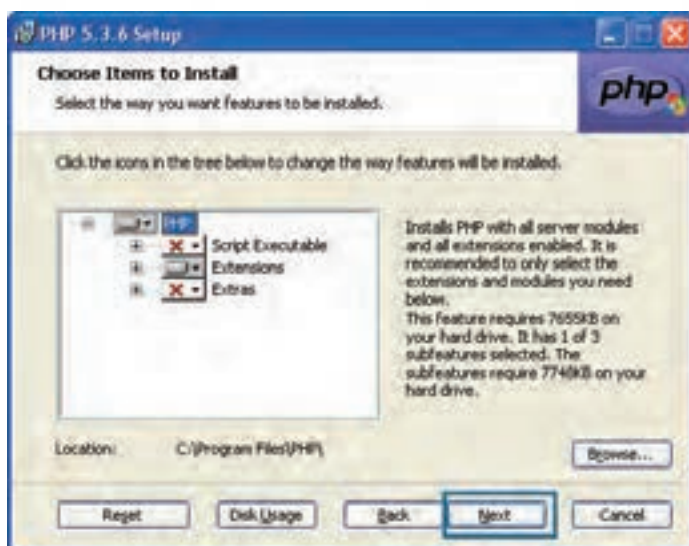 PHP 5.3.6 Setup
Choose Items to Install
Select the way you want features to be installed.
php
Click the icons in the tree below to change the way features will be installed.
PHP
Script Executable
Extensions
Extras
Installs PHP with all server modules
and all extensions enabled. It is
recommended to only select the
extensions and modules you need
below.
This feature requires 7655KB on
your hard drive. It has 1 of 3
subfeatures selected. The
subfeatures require 7748KB on your
hard drive.
Location: C:\Program Files\PHP\
Browse...
Reset Disk Usage Back Next Cancel